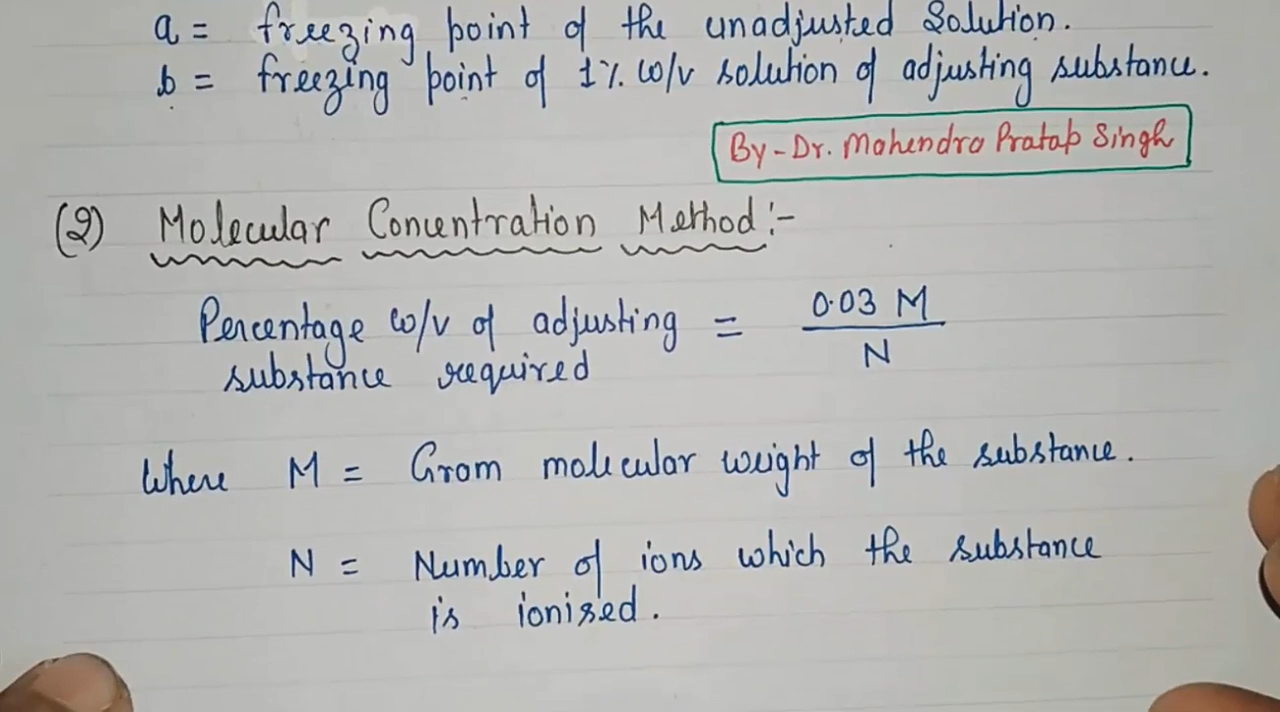 a = freezing point of the unadjusted Solution.
b = freezing point of 1% w/v solution of adjusting substance.
By - Dr. Mahendra Pratap Singh
(2) Molecular Concentration Method :-
Percentage w/v of adjusting substance required = 0.03 M / N
Where M = Gram molecular weight of the substance.
N = Number of ions which the substance
is ionised.